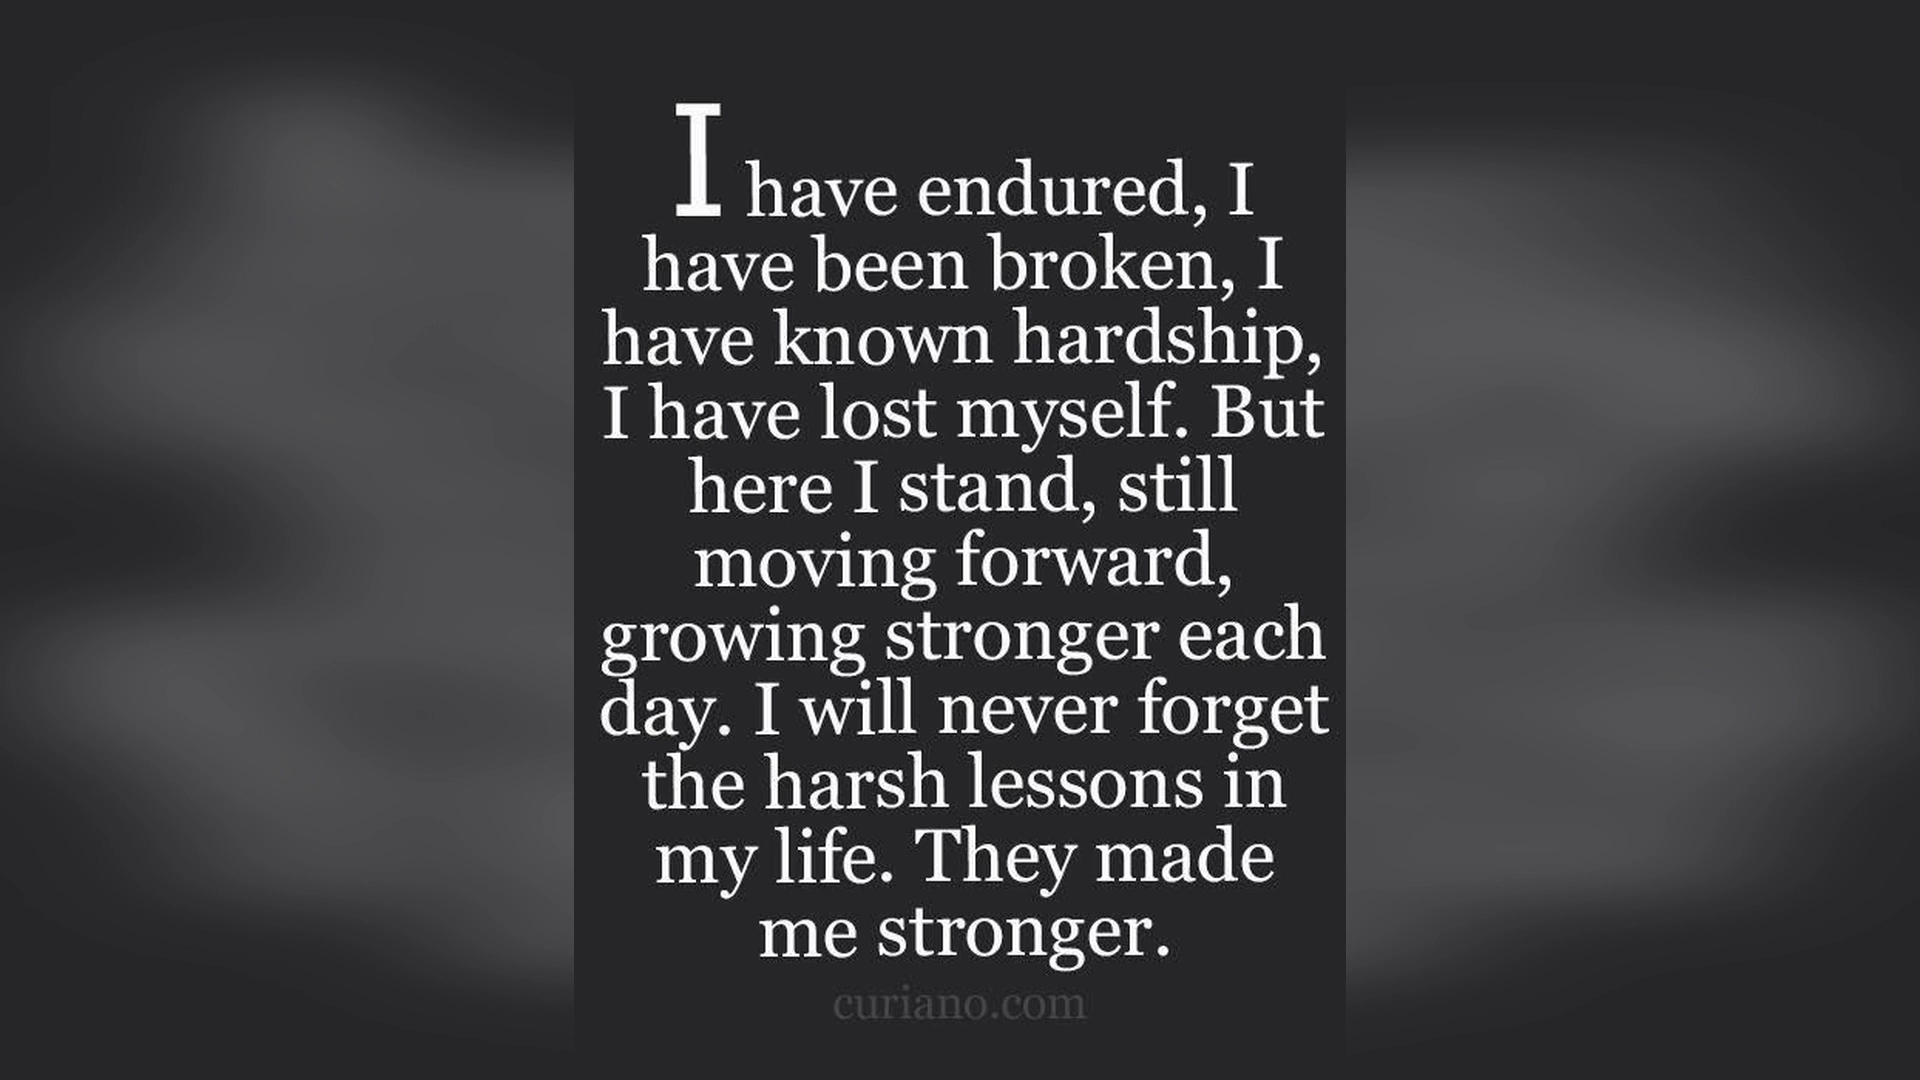 I have endured, I
have been broken, I
have known hardship,
I have lost myself. But
here I stand, still
moving forward,
growing stronger each
day. I will never forget
the harsh lessons in
my life. They made
me stronger.
curiano.com